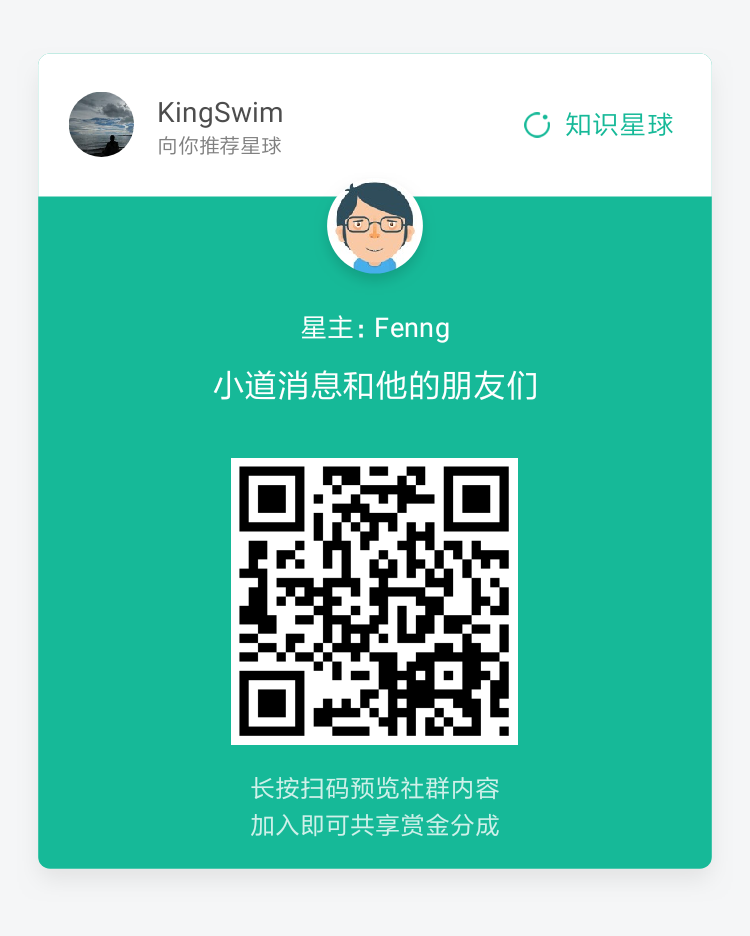 KingSwim
向你推荐星球
知识星球
星主：Fenng
小道消息和他的朋友们
长按扫码预览社群内容
加入即可共享赏金分成